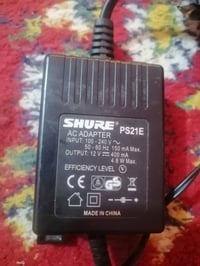 SHURE
PS21E
AC ADAPTER
INPUT: 100 - 240 V ~
50 - 60 Hz 150 mA Max.
OUTPUT: 12 V ⎓ 400 mA
4.8 W Max.
EFFICIENCY LEVEL V
MADE IN CHINA